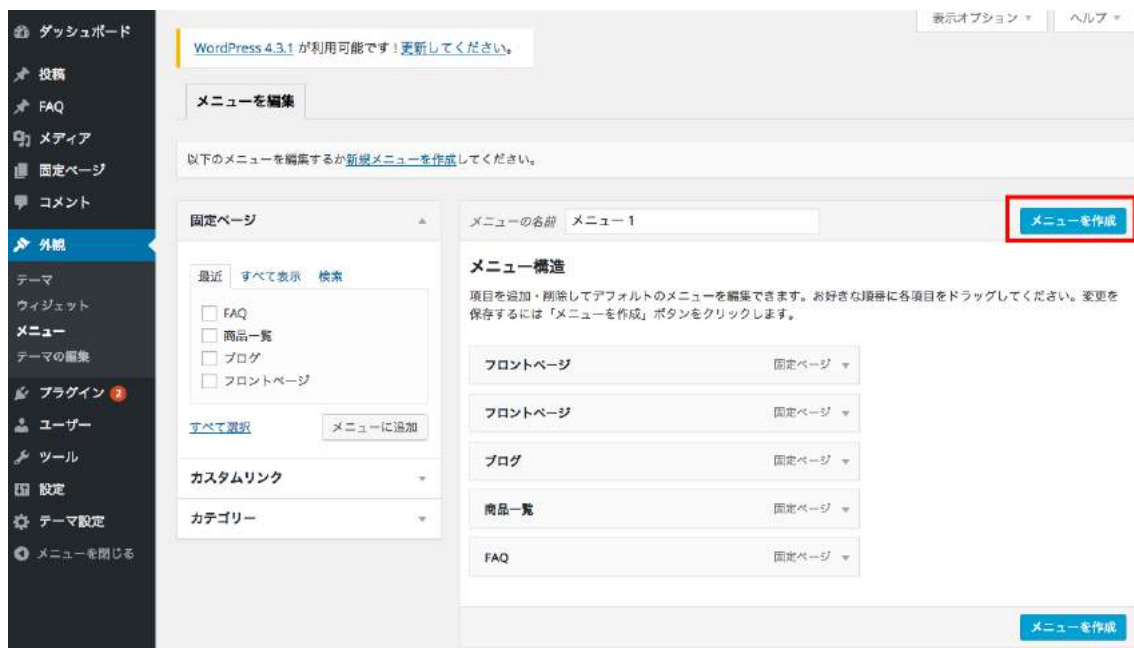 表示オプション
ヘルプ
ダッシュボード
投稿
FAQ
メディア
固定ページ
コメント
外観
テーマ
ウィジェット
メニュー
テーマの編集
プラグイン 2
ユーザー
ツール
設定
テーマ設定
メニューを閉じる
WordPress 4.3.1 が利用可能です ! 更新してください。
メニューを編集
以下のメニューを編集するか新規メニューを作成してください。
固定ページ
最近 すべて表示 検索
FAQ
商品一覧
ブログ
フロントページ
すべて選択
メニューに追加
カスタムリンク
カテゴリー
メニューの名前 メニュー 1
メニューを作成
メニュー構造
項目を追加・削除してデフォルトのメニューを編集できます。お好きな順番に各項目をドラッグしてください。変更を
保存するには「メニューを作成」ボタンをクリックします。
フロントページ 固定ページ
フロントページ 固定ページ
ブログ 固定ページ
商品一覧 固定ページ
FAQ 固定ページ
メニューを作成